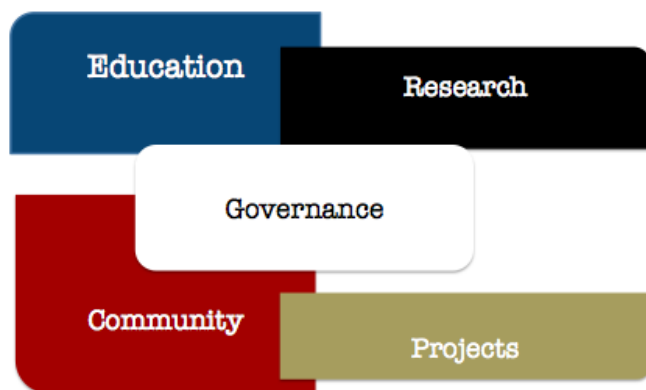 Education
Research
Governance
Community
Projects